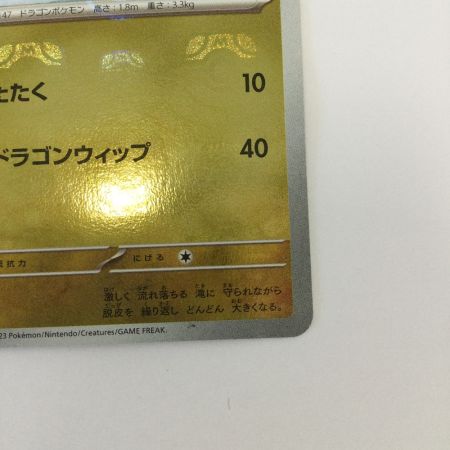 147 ドラゴンポケモン 高さ：1.8m 重さ：3.3kg
たたく 10
ドラゴンウィップ 40
抵抗力 にげる
激しく 流れ落ちる 滝に 守られながら
脱皮を 繰り返し どんどん 大きくなる。
23 Pokémon/Nintendo/Creatures/GAME FREAK.